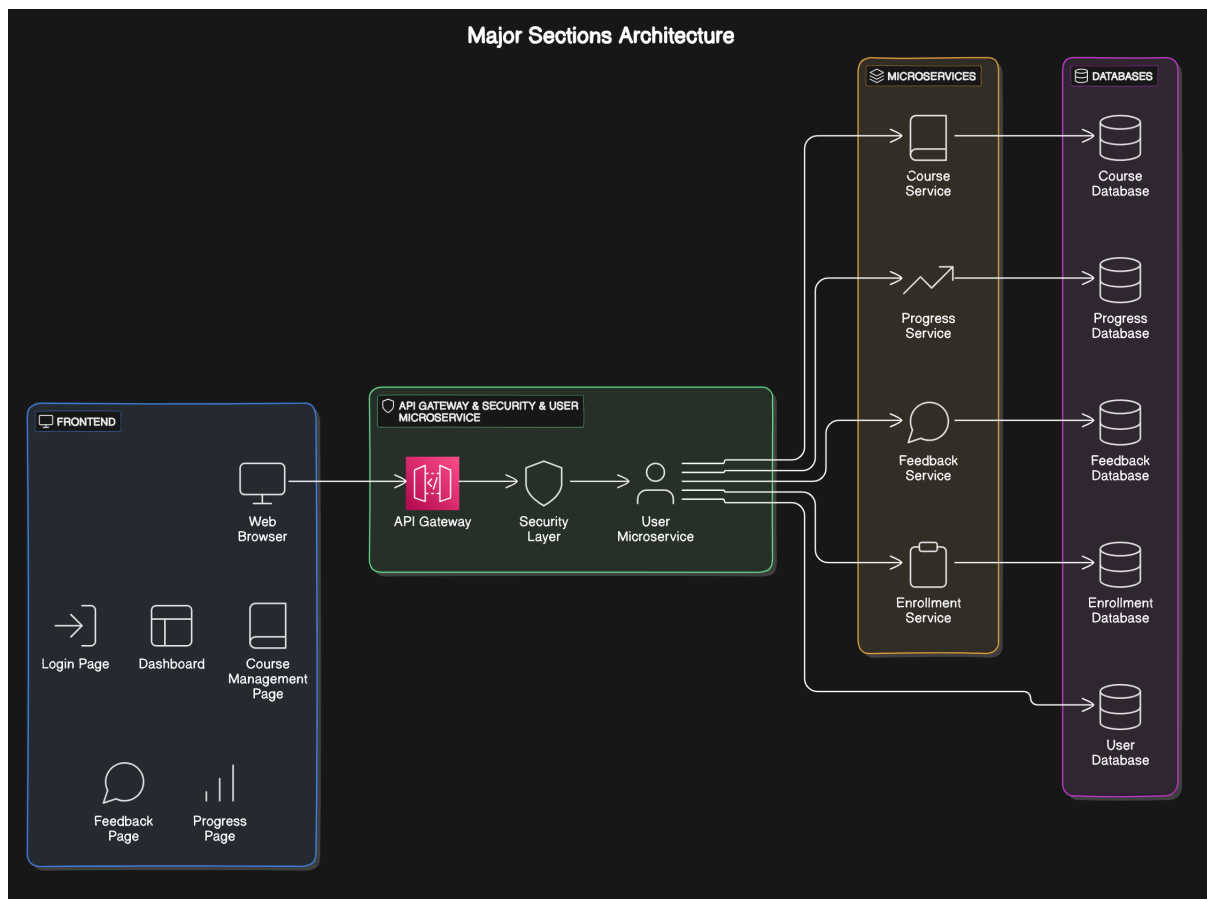 Major Sections Architecture
MICROSERVICES
DATABASES
Course
Service
Course
Database
Progress
Service
Progress
Database
FRONTEND
API GATEWAY & SECURITY & USER
MICROSERVICE
Feedback
Service
Feedback
Database
Web
Browser
API Gateway
Security
Layer
User
Microservice
Enrollment
Service
Enrollment
Database
Login Page
Dashboard
Course
Management
Page
User
Database
Feedback
Page
Progress
Page